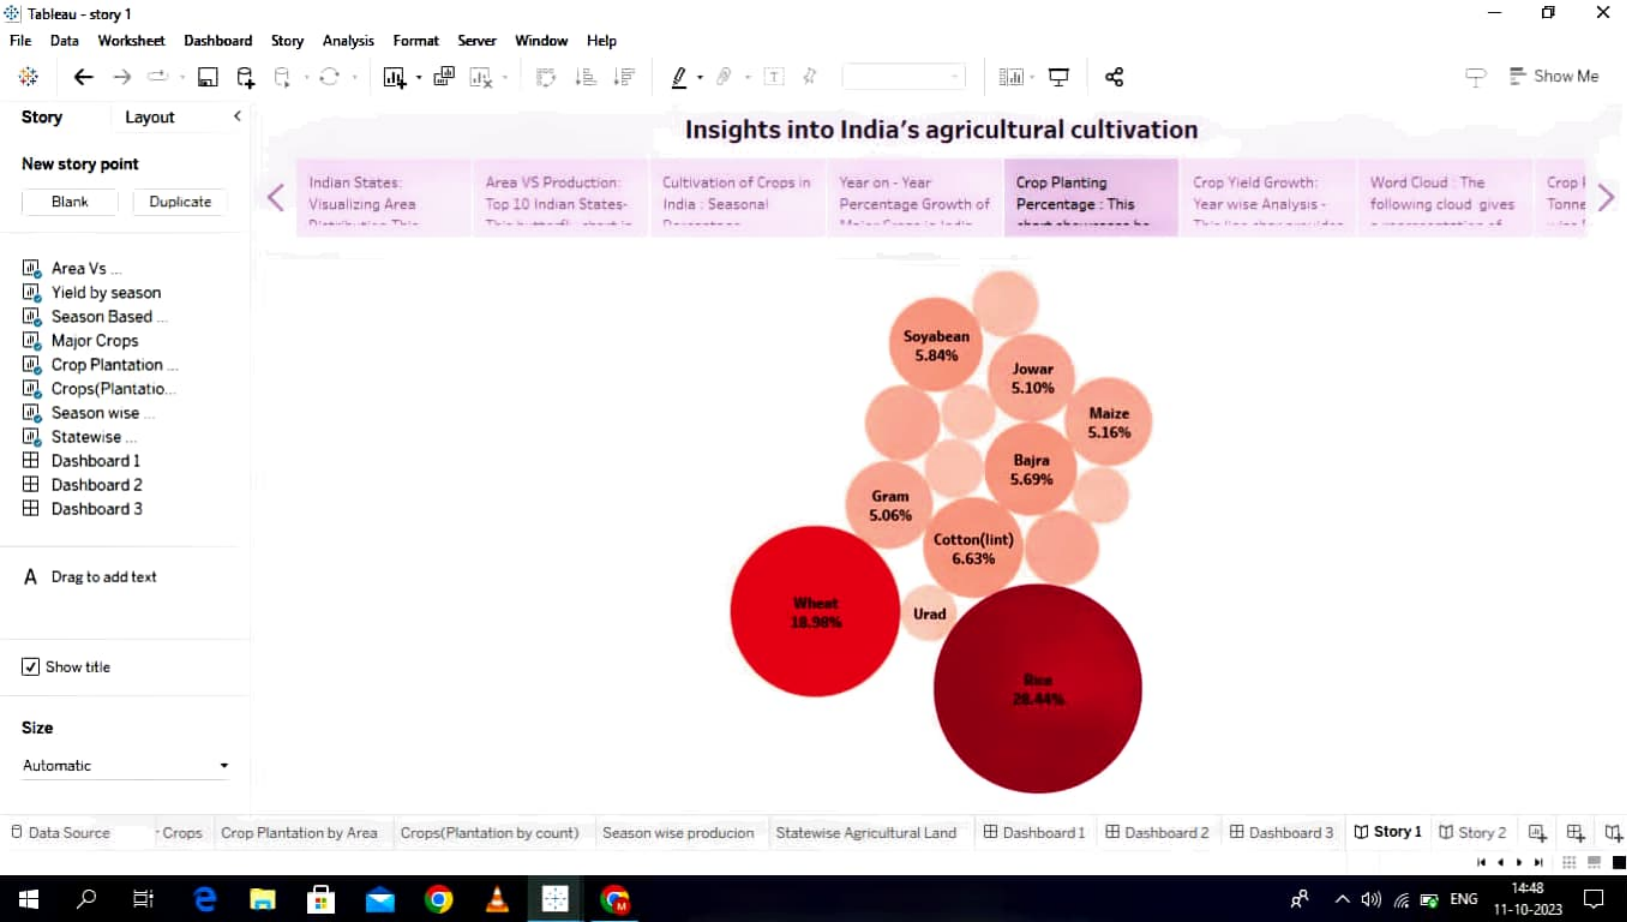 Tableau - story 1
File Data Worksheet Dashboard Story Analysis Format Server Window Help
Show Me
Story Layout
New story point
Blank Duplicate
Area Vs ...
Yield by season
Season Based ...
Major Crops
Crop Plantation ...
Crops(Plantatio...
Season wise ...
Statewise ...
Dashboard 1
Dashboard 2
Dashboard 3
A Drag to add text
Show title
Size
Automatic
Insights into India's agricultural cultivation
Indian States:
Visualizing Area
Area VS Production:
Top 10 Indian States-
Cultivation of Crops in
India : Seasonal
Year on - Year
Percentage Growth of
Crop Planting
Percentage : This
Crop Yield Growth:
Year wise Analysis -
Word Cloud : The
following cloud gives
Crop
Tonne
Soyabean
5.84%
Jowar
5.10%
Maize
5.16%
Bajra
5.69%
Gram
5.06%
Cotton(lint)
6.63%
Wheat
18.98%
Urad
Rice
28.44%
Data Source Crops Crop Plantation by Area Crops(Plantation by count) Season wise producion Statewise Agricultural Land Dashboard 1 Dashboard 2 Dashboard 3 Story 1 Story 2
ENG
14:48
11-10-2023